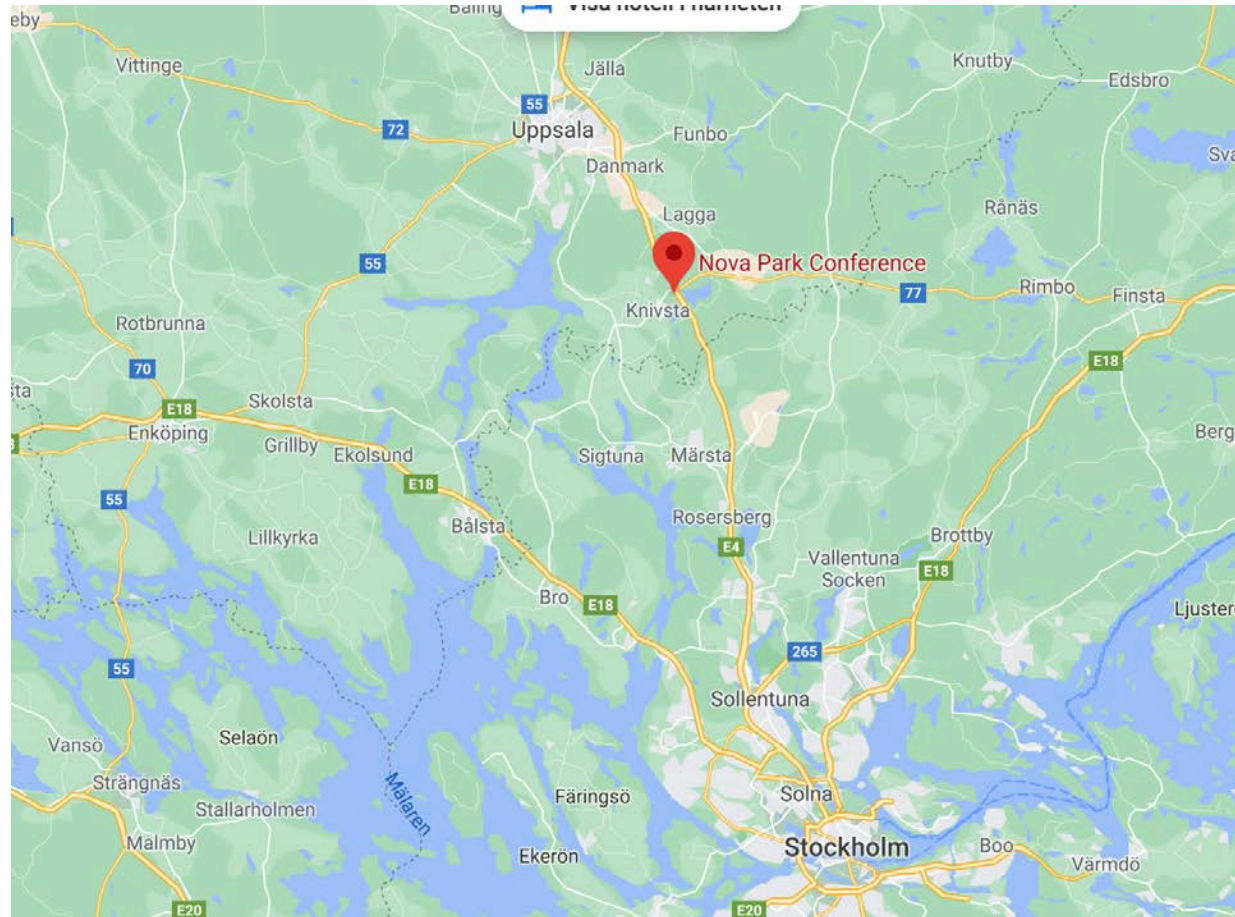 Visa hotell i närheten
Jälla
Knutby
Vittinge
Edsbro
55
72
Uppsala
Funbo
Danmark
Lagga
Rånäs
Nova Park Conference
55
77
Rimbo
Finsta
Knivsta
Rotbrunna
E18
70
Skolsta
E18
Enköping
Grillby
Ekolsund
Sigtuna
Märsta
E18
55
Bålsta
Rosersberg
Lillkyrka
E4
Brottby
Vallentuna
Socken
E18
Bro
E18
265
55
Sollentuna
Selaön
Vansö
Strängnäs
Stallarholmen
Mälaren
Färingsö
Solna
Malmby
Ekerön
Stockholm
Boo
Värmdö
E20
E20